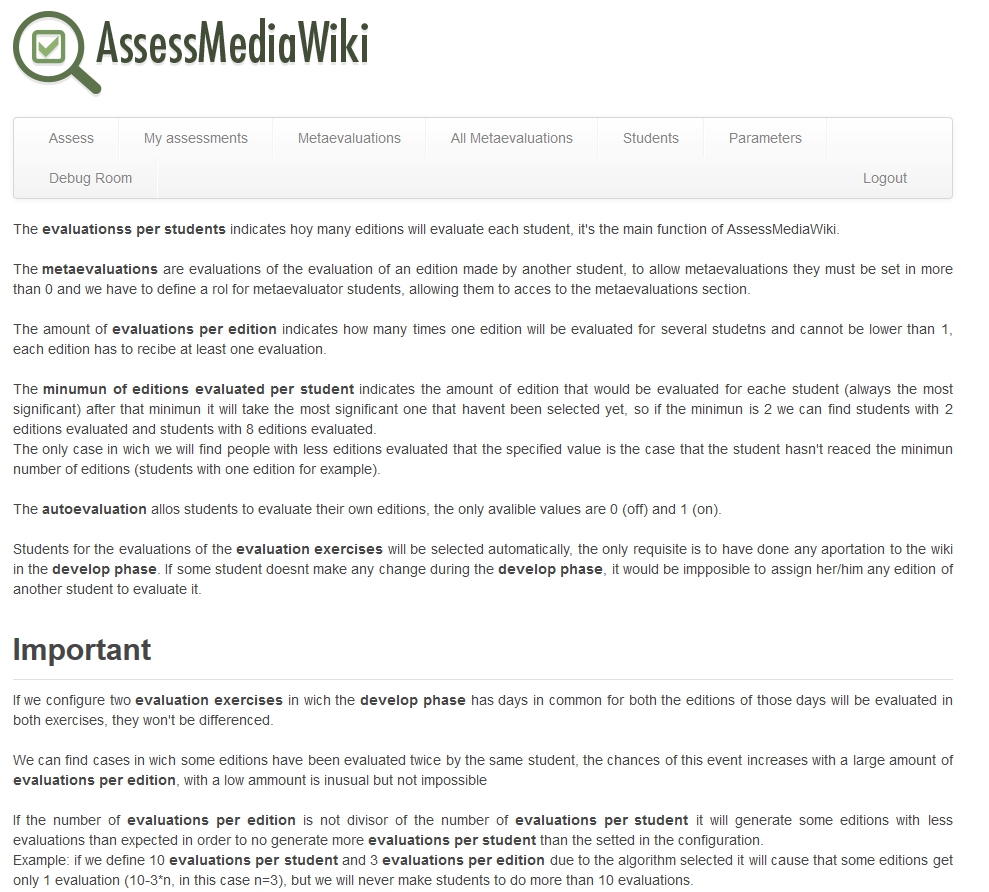 AssessMediaWiki
Assess My assessments Metaevaluations All Metaevaluations Students Parameters
Debug Room Logout
The evaluationss per students indicates hoy many editions will evaluate each student, it's the main function of AssessMediaWiki.
The metaevaluations are evaluations of the evaluation of an edition made by another student, to allow metaevaluations they must be set in more
than 0 and we have to define a rol for metaevaluator students, allowing them to acces to the metaevaluations section.
The amount of evaluations per edition indicates how many times one edition will be evaluated for several studetns and cannot be lower than 1,
each edition has to recibe at least one evaluation.
The minumun of editions evaluated per student indicates the amount of edition that would be evaluated for eache student (always the most
significant) after that minimun it will take the most significant one that havent been selected yet, so if the minimun is 2 we can find students with 2
editions evaluated and students with 8 editions evaluated.
The only case in wich we will find people with less editions evaluated that the specified value is the case that the student hasn't reaced the minimun
number of editions (students with one edition for example).
The autoevaluation allos students to evaluate their own editions, the only avalible values are 0 (off) and 1 (on).
Students for the evaluations of the evaluation exercises will be selected automatically, the only requisite is to have done any aportation to the wiki
in the develop phase. If some student doesnt make any change during the develop phase, it would be impposible to assign her/him any edition of
another student to evaluate it.
Important
If we configure two evaluation exercises in wich the develop phase has days in common for both the editions of those days will be evaluated in
both exercises, they won't be differenced.
We can find cases in wich some editions have been evaluated twice by the same student, the chances of this event increases with a large amount of
evaluations per edition, with a low ammount is inusual but not impossible
If the number of evaluations per edition is not divisor of the number of evaluations per student it will generate some editions with less
evaluations than expected in order to no generate more evaluations per student than the setted in the configuration.
Example: if we define 10 evaluations per student and 3 evaluations per edition due to the algorithm selected it will cause that some editions get
only 1 evaluation (10-3*n, in this case n=3), but we will never make students to do more than 10 evaluations.